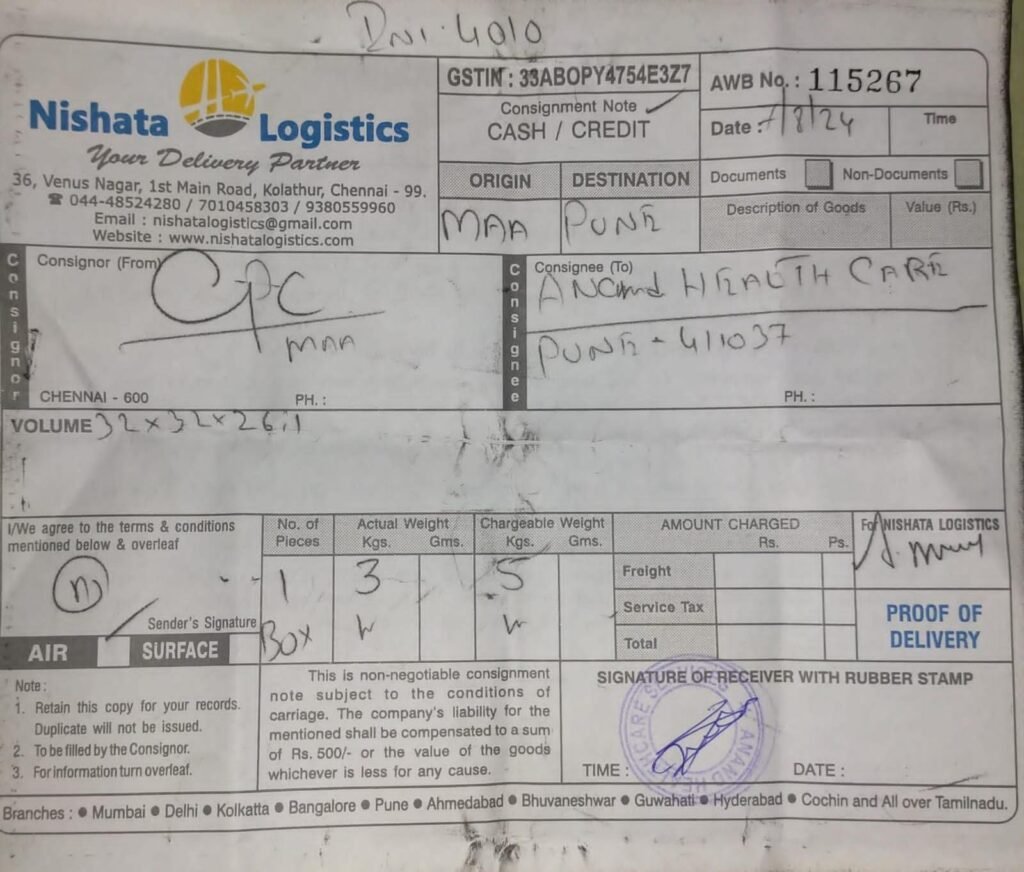 DNI. 4010
Nishata Logistics
Your Delivery Partner
36, Venus Nagar, 1st Main Road, Kolathur, Chennai - 99.
☎ 044-48524280 / 7010458303 / 9380559960
Email : nishatalogistics@gmail.com
Website : www.nishatalogistics.com
GSTIN : 33ABOPY4754E3Z7
Consignment Note
CASH / CREDIT
ORIGIN DESTINATION
MAA PUNE
AWB No. : 115267
Date : 7/8/24 Time
Documents Non-Documents
Description of Goods Value (Rs.)
Consignor
Consignor (From)
CPC
MAA
CHENNAI - 600 PH. :
Consignee
Consignee (To)
HEALTH CARE
PUNE - 411037
PH. :
VOLUME 32x32x26:1
I/We agree to the terms & conditions
mentioned below & overleaf
Sender's Signature
AIR SURFACE
No. of Pieces
1
BOX
Actual Weight
Kgs. Gms.
3
Chargeable Weight
Kgs. Gms.
5
AMOUNT CHARGED
Rs. Ps.
Freight
Service Tax
Total
For NISHATA LOGISTICS
PROOF OF
DELIVERY
Note :
1. Retain this copy for your records.
Duplicate will not be issued.
2. To be filled by the Consignor.
3. For information turn overleaf.
This is non-negotiable consignment
note subject to the conditions of
carriage. The company's liability for the
mentioned shall be compensated to a sum
of Rs. 500/- or the value of the goods
whichever is less for any cause.
SIGNATURE OF RECEIVER WITH RUBBER STAMP
ANAND HEALTHCARE SERVICES
TIME : DATE :
Branches : ● Mumbai ● Delhi ● Kolkatta ● Bangalore ● Pune ● Ahmedabad ● Bhuvaneshwar ● Guwahati ● Hyderabad ● Cochin and All over Tamilnadu.